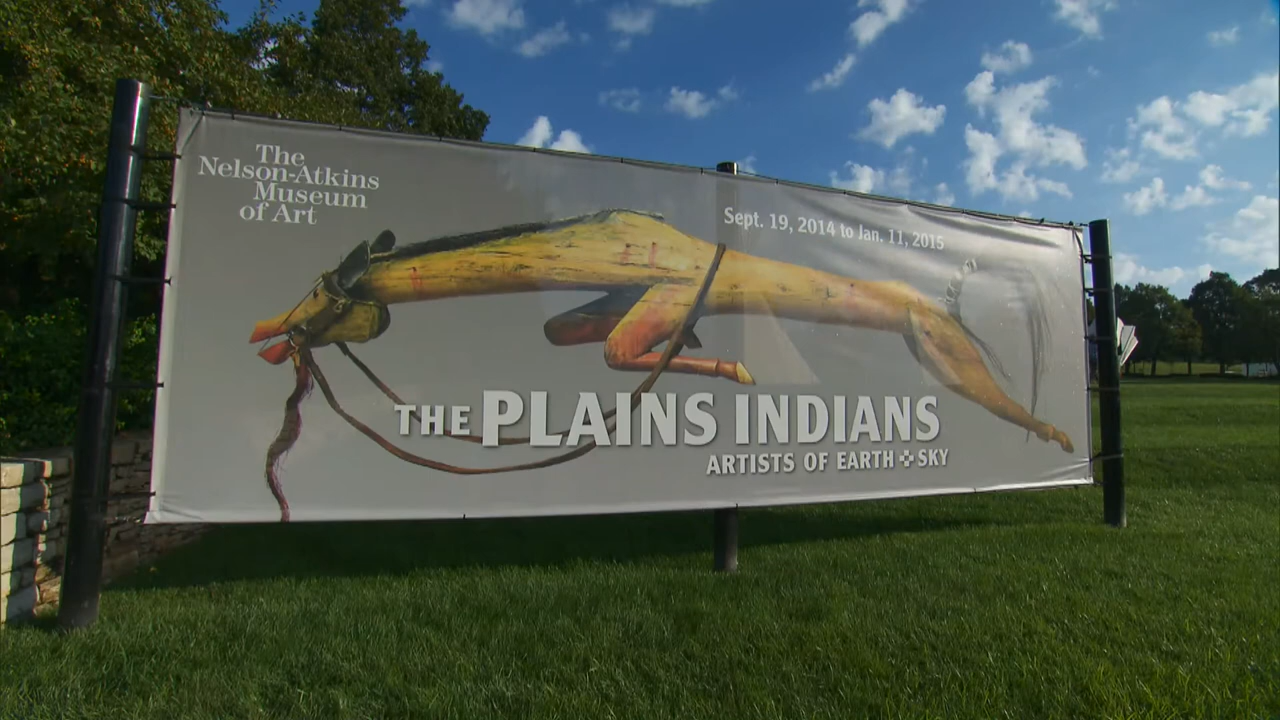 The
Nelson-Atkins
Museum
of Art
Sept. 19, 2014 to Jan. 11, 2015
THE PLAINS INDIANS
ARTISTS OF EARTH + SKY